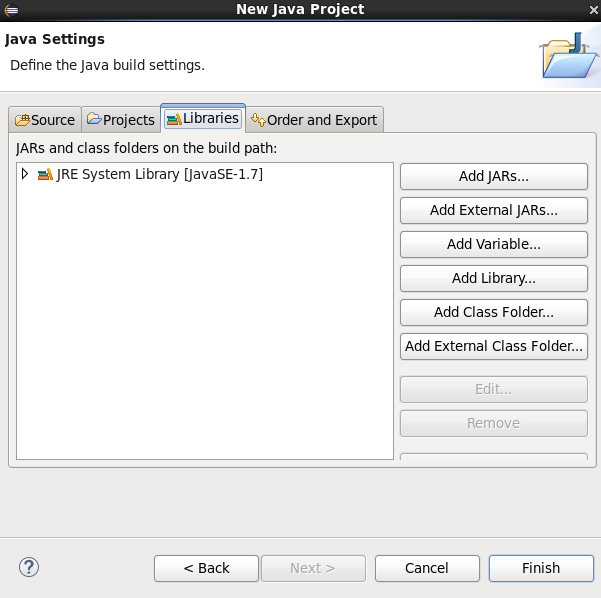 New Java Project
Java Settings
Define the Java build settings.
Source Projects Libraries Order and Export
JARs and class folders on the build path:
JRE System Library [JavaSE-1.7]
Add JARs...
Add External JARs...
Add Variable...
Add Library...
Add Class Folder...
Add External Class Folder...
Edit...
Remove
? < Back Next > Cancel Finish